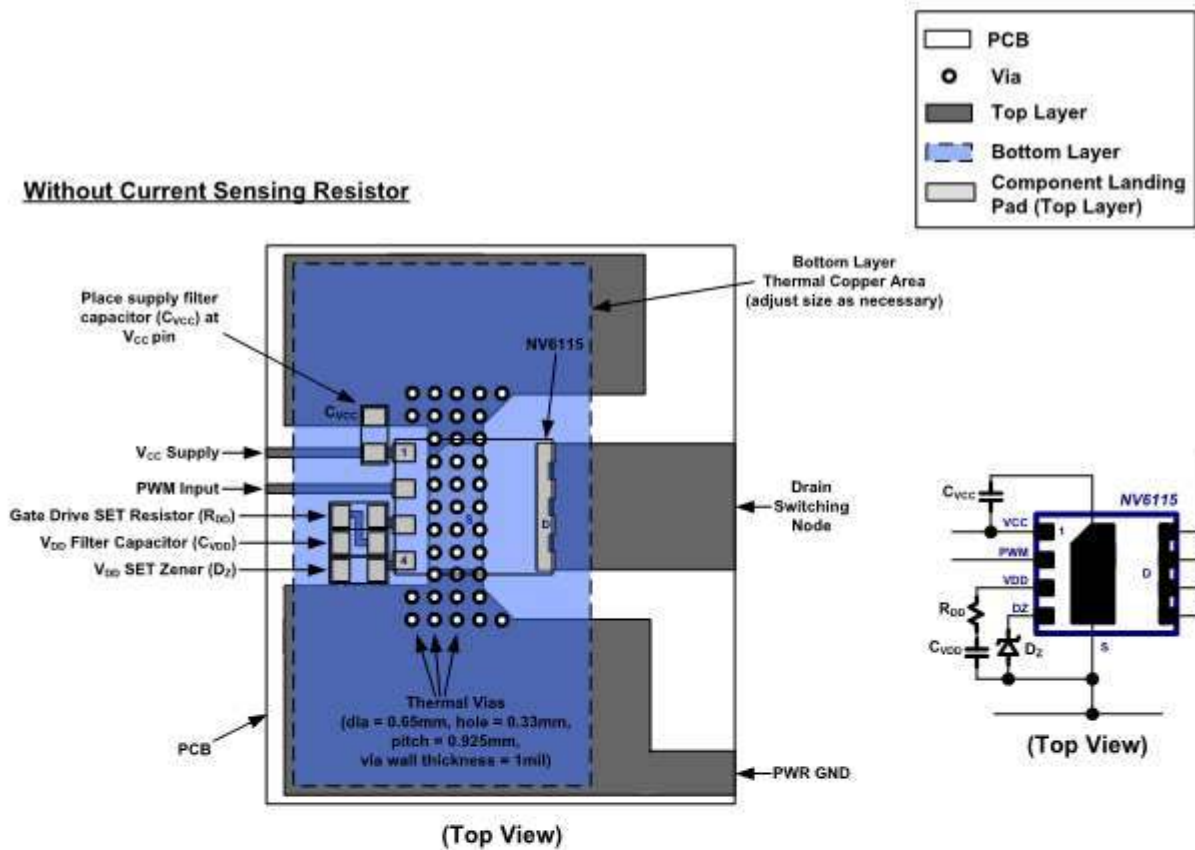 PCB
Via
Top Layer
Bottom Layer
Component Landing
Pad (Top Layer)
Without Current Sensing Resistor
Place supply filter
capacitor (CVCC) at
VCC pin
Bottom Layer
Thermal Copper Area
(adjust size as necessary)
NV6115
CVCC
VCC Supply
PWM Input
Gate Drive SET Resistor (RDD)
VDD Filter Capacitor (CVDD)
VDD SET Zener (DZ)
1
4
S
D
Drain
Switching
Node
Thermal Vias
(dia = 0.65mm, hole = 0.33mm,
pitch = 0.925mm,
via wall thickness = 1mil)
PCB
PWR GND
(Top View)
CVCC
NV6115
VCC
1
PWM
VDD
D
RDD
DZ
CVDD
DZ
S
(Top View)